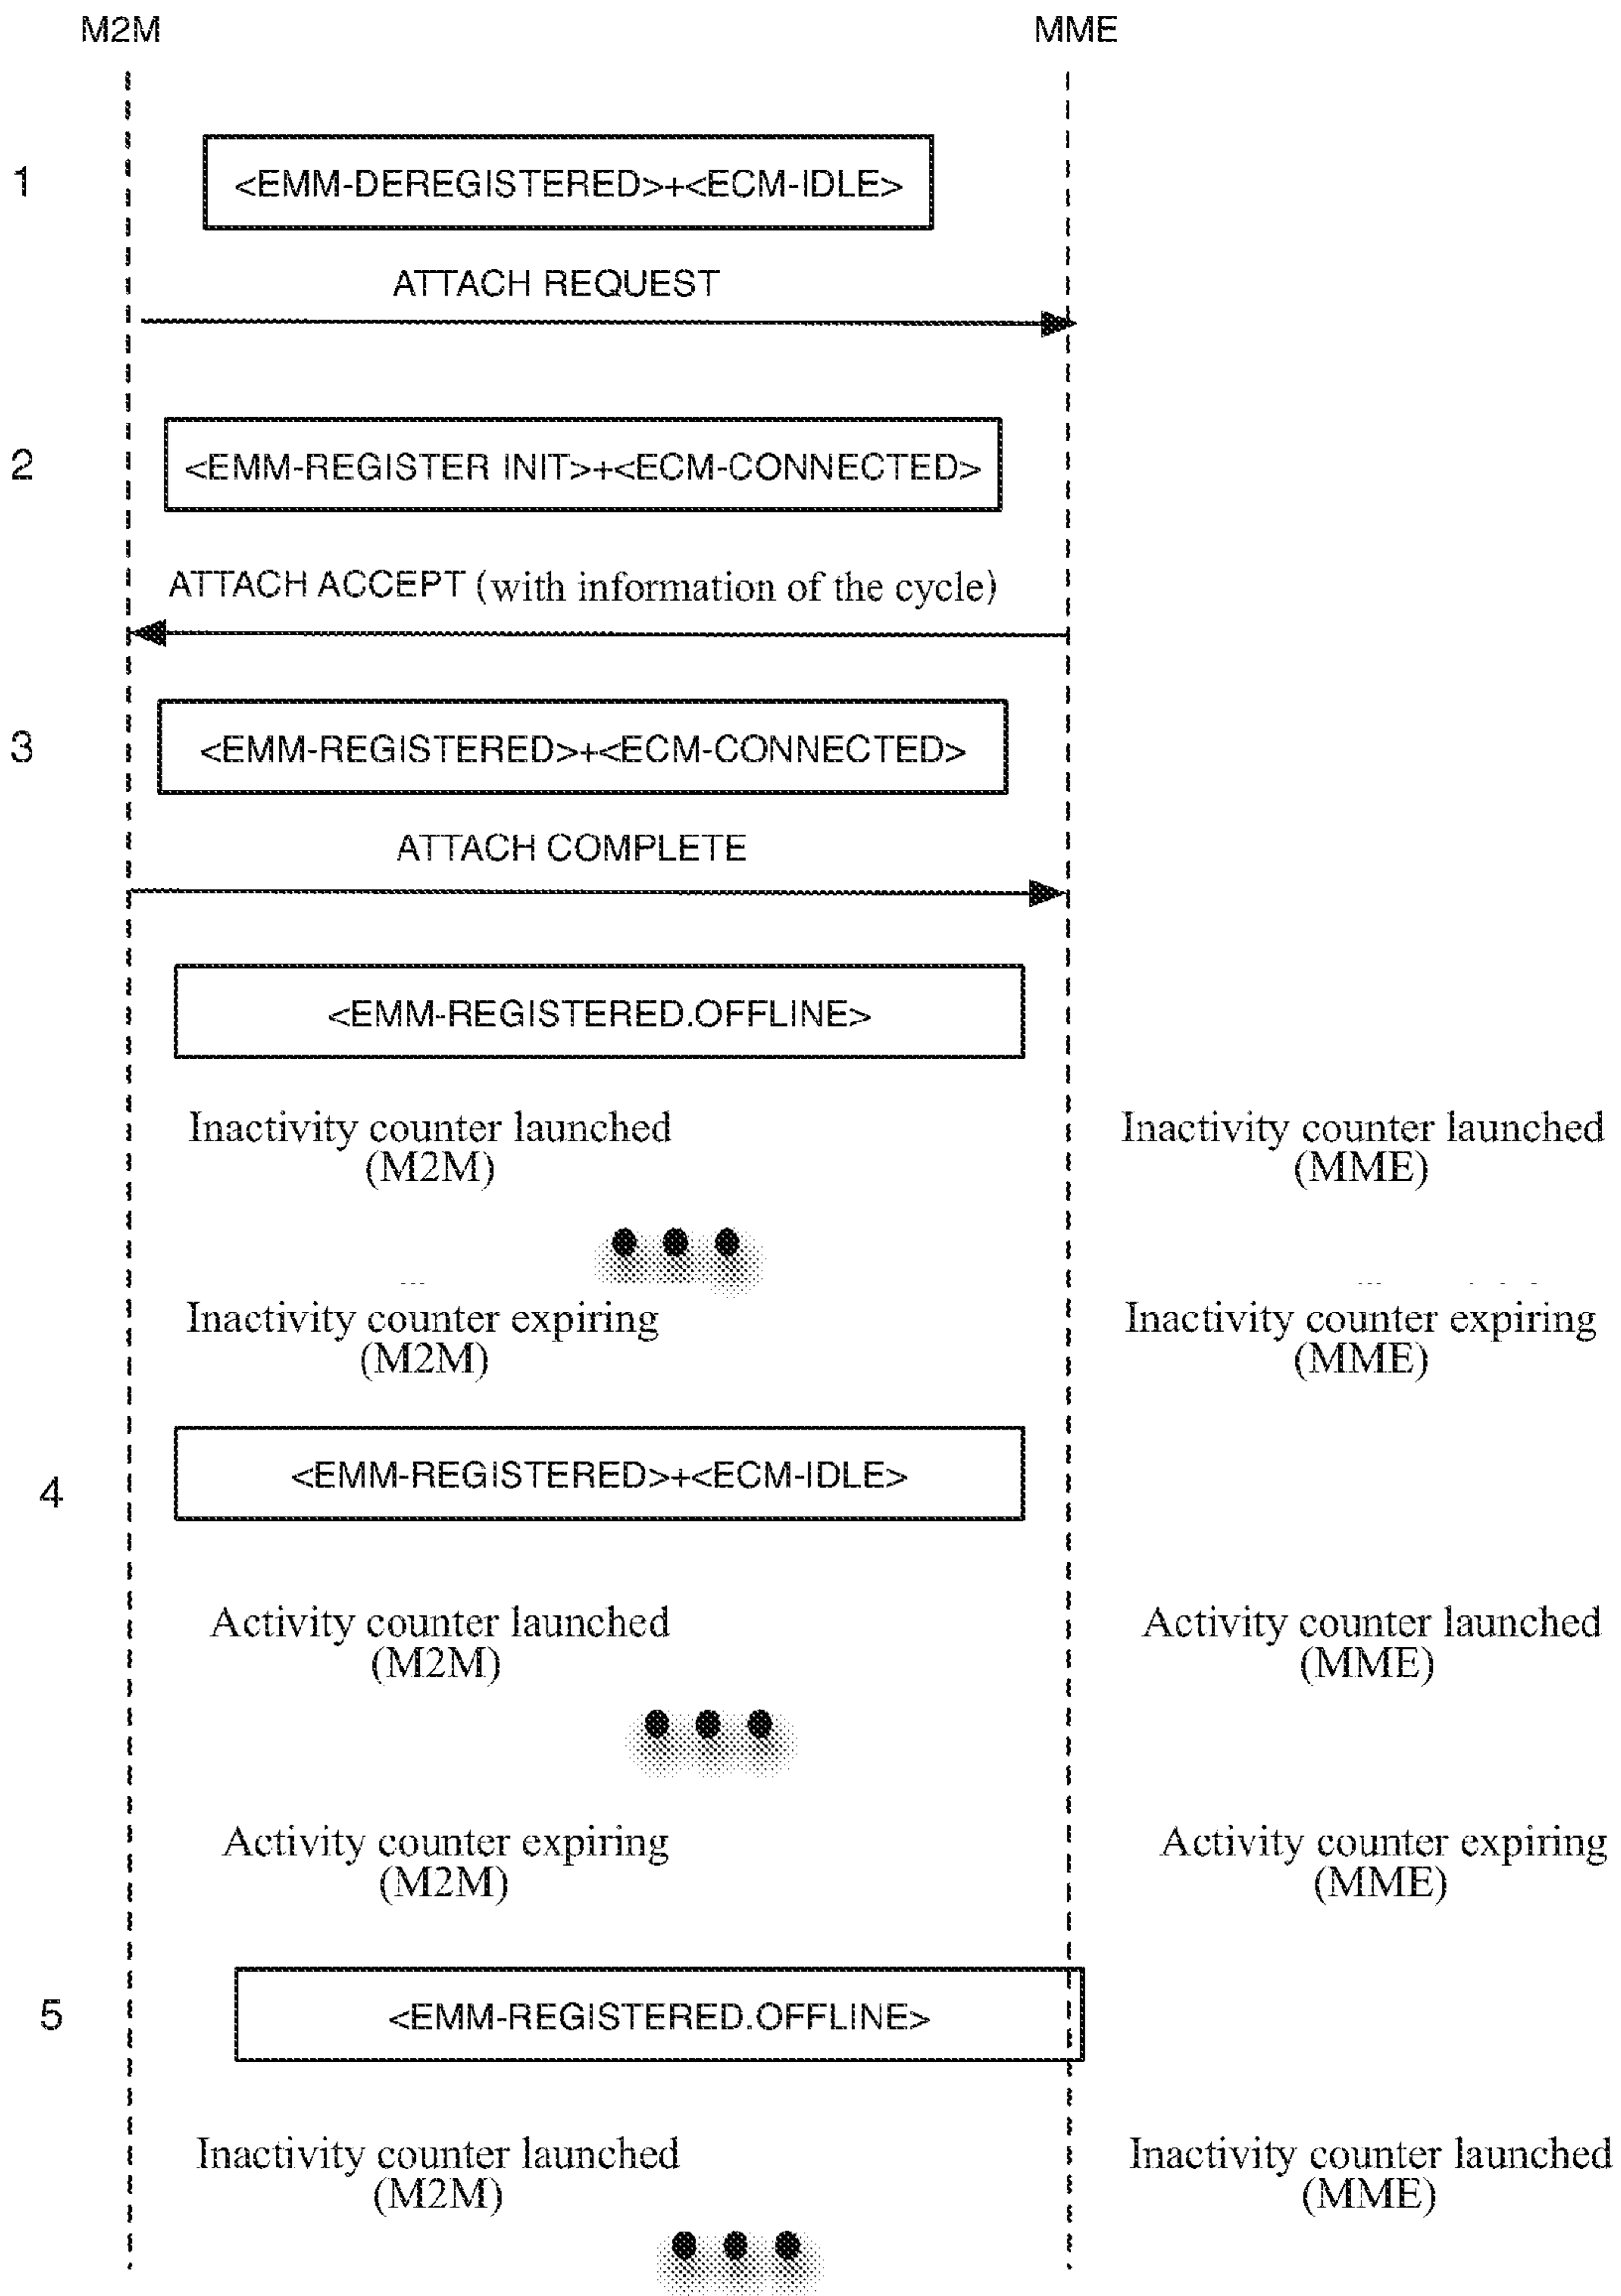 M2M
MME
1
<EMM-DEREGISTERED>+<ECM-IDLE>
ATTACH REQUEST
2
<EMM-REGISTER INIT>+<ECM-CONNECTED>
ATTACH ACCEPT (with information of the cycle)
3
<EMM-REGISTERED>+<ECM-CONNECTED>
ATTACH COMPLETE
<EMM-REGISTERED.OFFLINE>
Inactivity counter launched
(M2M)
Inactivity counter launched
(MME)
Inactivity counter expiring
(M2M)
Inactivity counter expiring
(MME)
4
<EMM-REGISTERED>+<ECM-IDLE>
Activity counter launched
(M2M)
Activity counter launched
(MME)
Activity counter expiring
(M2M)
Activity counter expiring
(MME)
5
<EMM-REGISTERED.OFFLINE>
Inactivity counter launched
(M2M)
Inactivity counter launched
(MME)